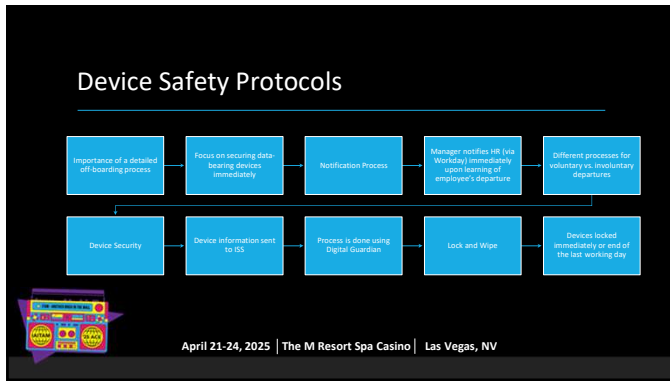 Device Safety Protocols
Importance of a detailed
off-boarding process
Focus on securing data-
bearing devices
immediately
Notification Process
Manager notifies HR (via
Workday) immediately
upon learning of
employee's departure
Different processes for
voluntary vs. involuntary
departures
Device Security
Device information sent
to ISS
Process is done using
Digital Guardian
Lock and Wipe
Devices locked
immediately or end of
the last working day
IAITAM
ACE
April 21-24, 2025 | The M Resort Spa Casino | Las Vegas, NV